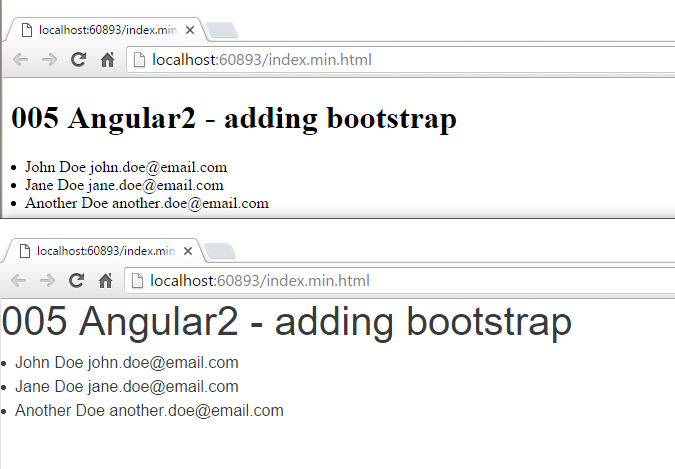 localhost:60893/index.min
localhost:60893/index.min.html
005 Angular2 - adding bootstrap
John Doe john.doe@email.com
Jane Doe jane.doe@email.com
Another Doe another.doe@email.com
localhost:60893/index.min
localhost:60893/index.min.html
005 Angular2 - adding bootstrap
John Doe john.doe@email.com
Jane Doe jane.doe@email.com
Another Doe another.doe@email.com